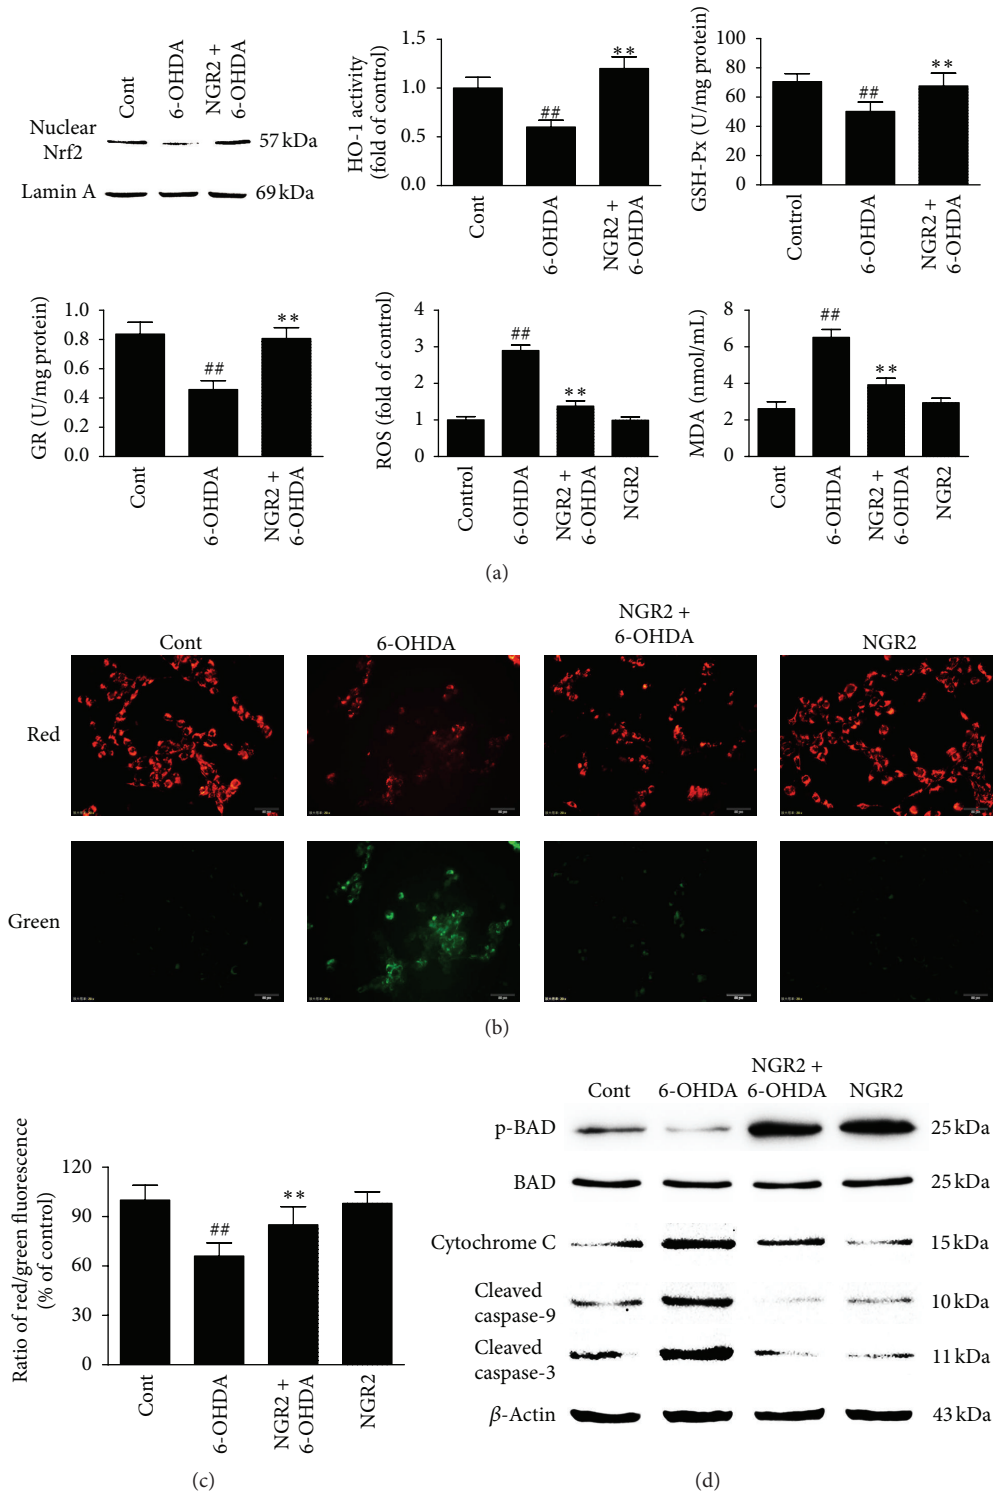 Cont
6-OHDA
NGR2 +
6-OHDA
Nuclear
Nrf2
57 kDa
Lamin A
69 kDa
HO-1 activity
(fold of control)
1.5
1.0
0.5
0.0
##
**
Cont
6-OHDA
NGR2 +
6-OHDA
GSH-Px (U/mg protein)
100
80
60
40
20
0
##
**
Control
6-OHDA
NGR2 +
6-OHDA
GR (U/mg protein)
1.0
0.8
0.6
0.4
0.2
0.0
##
**
Cont
6-OHDA
NGR2 +
6-OHDA
ROS (fold of control)
4
3
2
1
0
##
**
Control
6-OHDA
NGR2 +
6-OHDA
NGR2
MDA (nmol/mL)
8
6
4
2
0
##
**
Cont
6-OHDA
NGR2 +
6-OHDA
NGR2
(a)
Cont
6-OHDA
NGR2 +
6-OHDA
NGR2
Red
Green
(b)
Ratio of red/green fluorescence
(% of control)
120
90
60
30
0
##
**
Cont
6-OHDA
NGR2 +
6-OHDA
NGR2
(c)
Cont
6-OHDA
NGR2 +
6-OHDA
NGR2
p-BAD
25 kDa
BAD
25 kDa
Cytochrome C
15 kDa
Cleaved
caspase-9
10 kDa
Cleaved
caspase-3
11 kDa
β-Actin
43 kDa
(d)